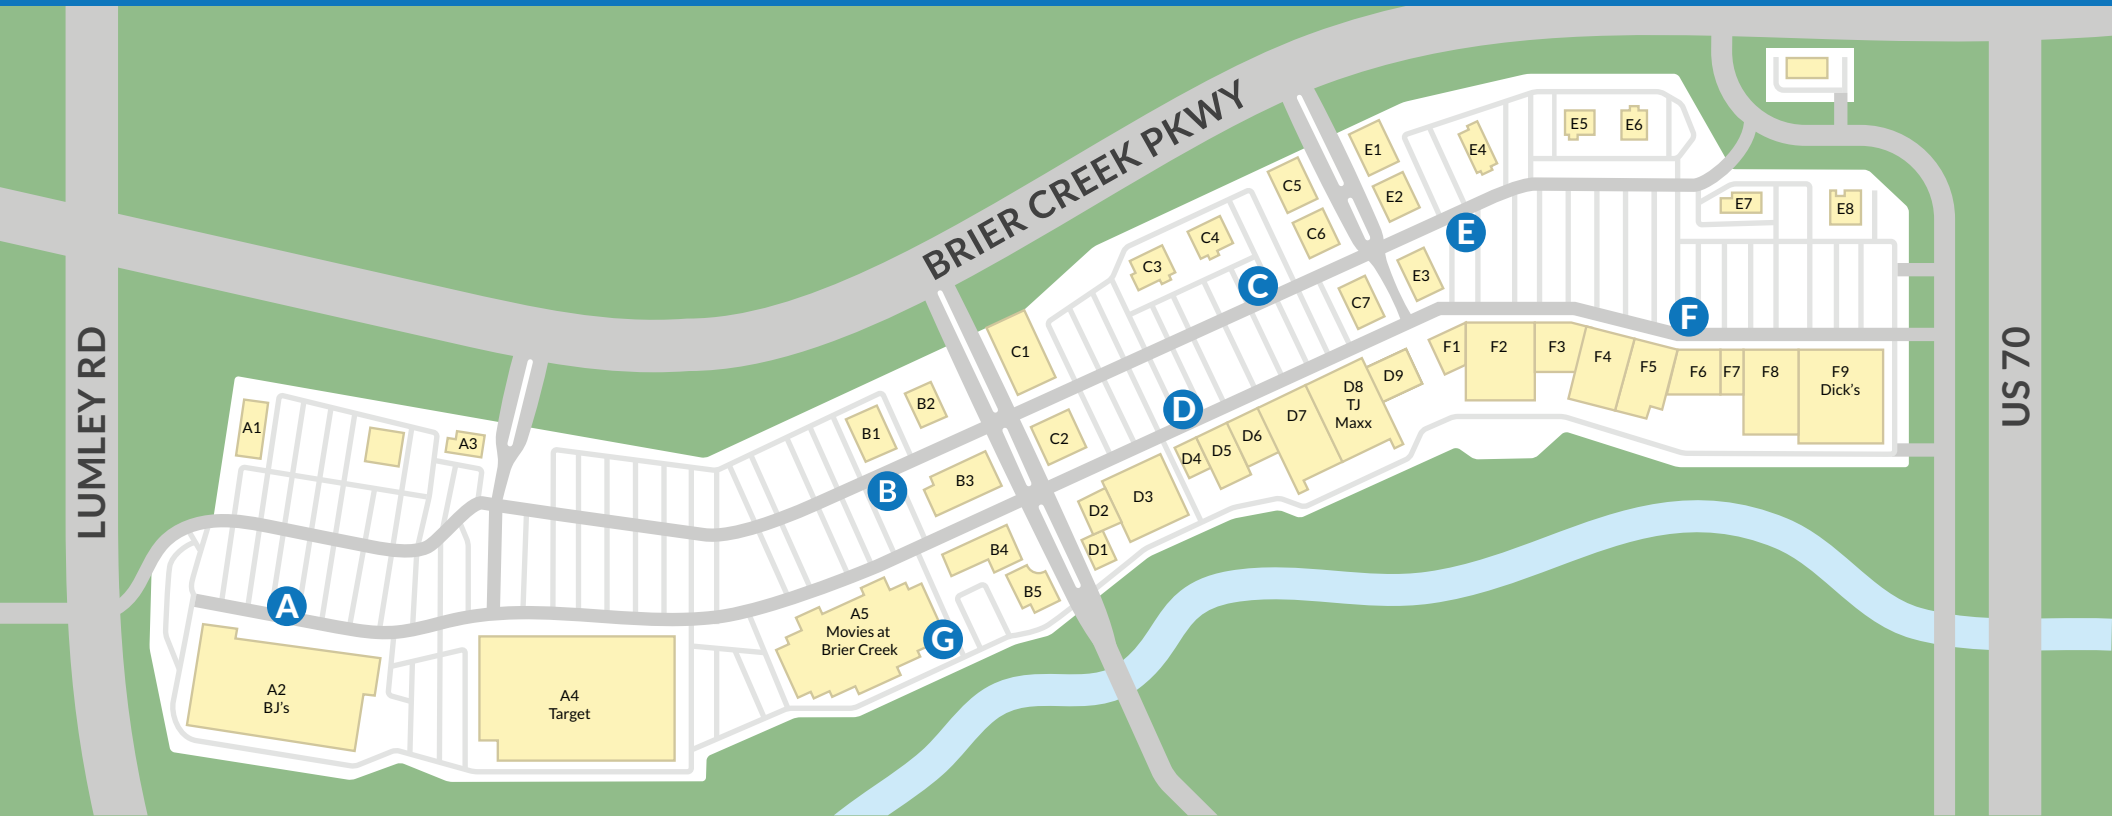 LUMLEY RD
BRIER CREEK PKWY
US 70
A1
A3
A
A2
BJ's
A4
Target
A5
Movies at
Brier Creek
G
B1
B2
B
B3
B4
B5
C1
C2
C3
C4
C5
C6
C
C7
D
D1
D2
D3
D4
D5
D6
D7
D8
TJ
Maxx
D9
E1
E2
E3
E4
E5
E6
E
E7
E8
F
F1
F2
F3
F4
F5
F6
F7
F8
F9
Dick's